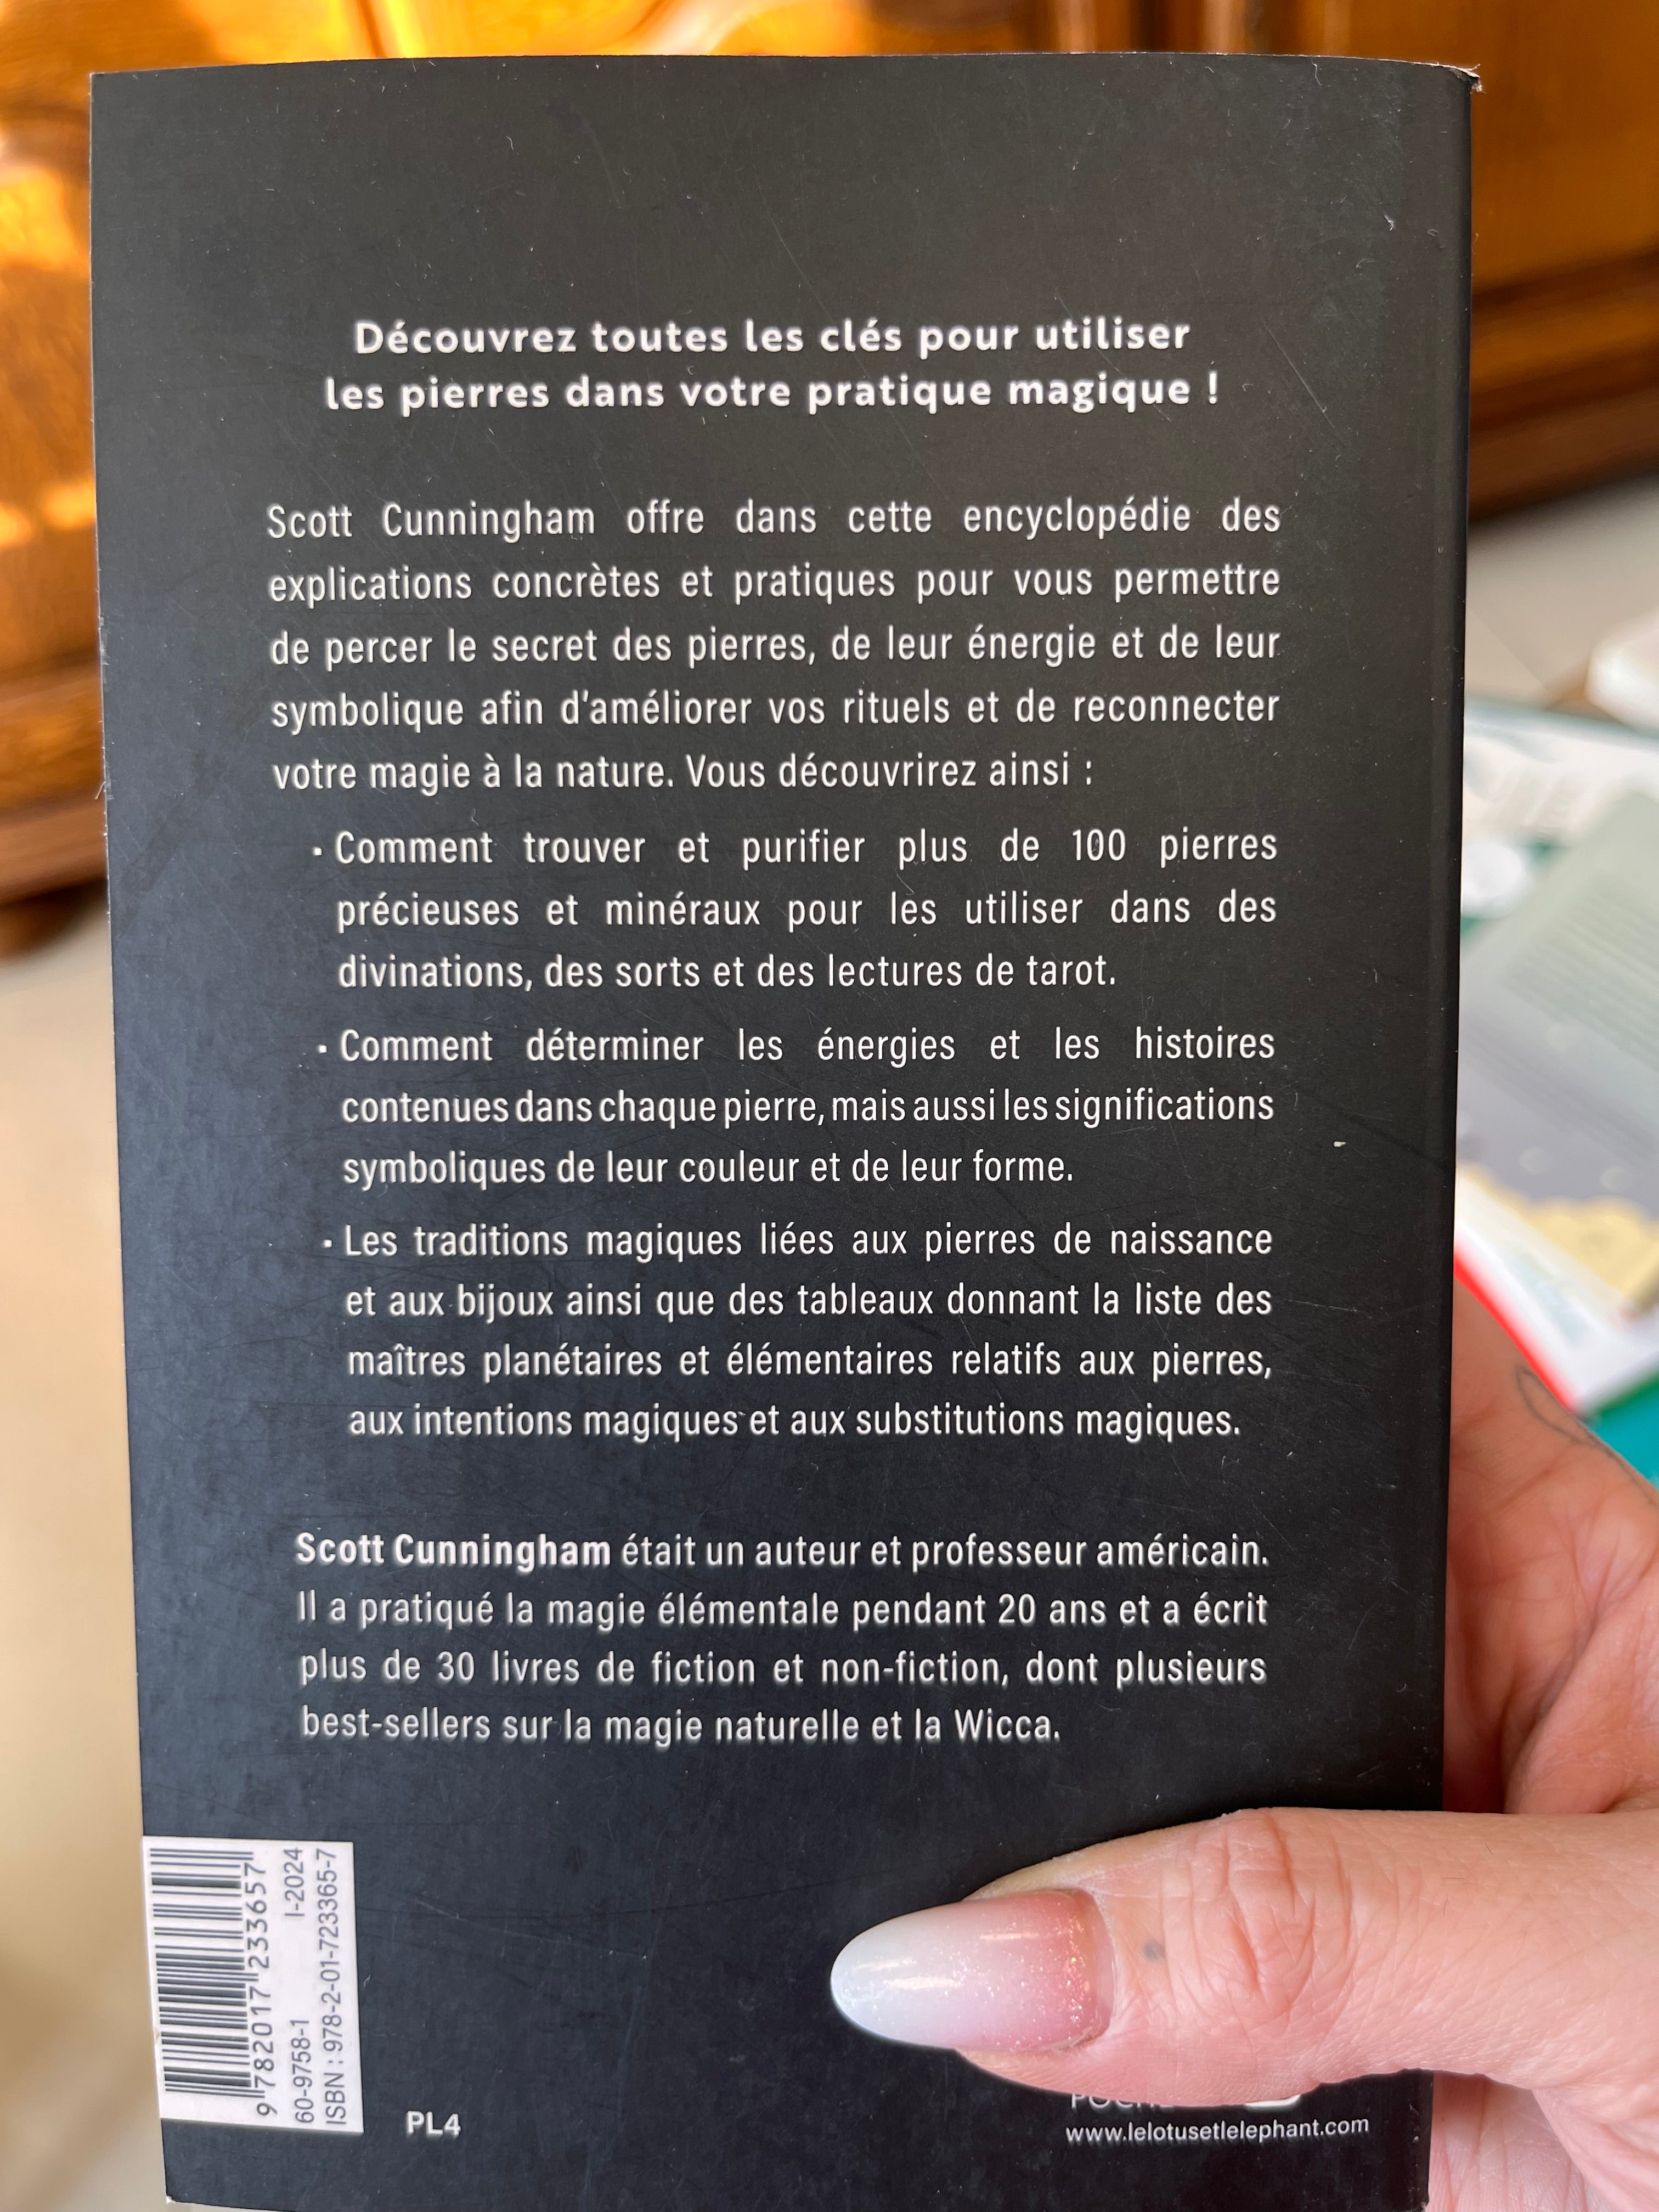 Découvrez toutes les clés pour utiliser
les pierres dans votre pratique magique !
Scott Cunningham offre dans cette encyclopédie des
explications concrètes et pratiques pour vous permettre
de percer le secret des pierres, de leur énergie et de leur
symbolique afin d'améliorer vos rituels et de reconnecter
votre magie à la nature. Vous découvrirez ainsi :
· Comment trouver et purifier plus de 100 pierres
précieuses et minéraux pour les utiliser dans des
divinations, des sorts et des lectures de tarot.
· Comment déterminer les énergies et les histoires
contenues dans chaque pierre, mais aussi les significations
symboliques de leur couleur et de leur forme.
· Les traditions magiques liées aux pierres de naissance
et aux bijoux ainsi que des tableaux donnant la liste des
maîtres planétaires et élémentaires relatifs aux pierres,
aux intentions magiques et aux substitutions magiques.
Scott Cunningham était un auteur et professeur américain.
Il a pratiqué la magie élémentale pendant 20 ans et a écrit
plus de 30 livres de fiction et non-fiction, dont plusieurs
best-sellers sur la magie naturelle et la Wicca.
9 782017 233657
60-9758-1 I-2024
ISBN : 978-2-01-723365-7
PL4
www.lelotusetlelephant.com